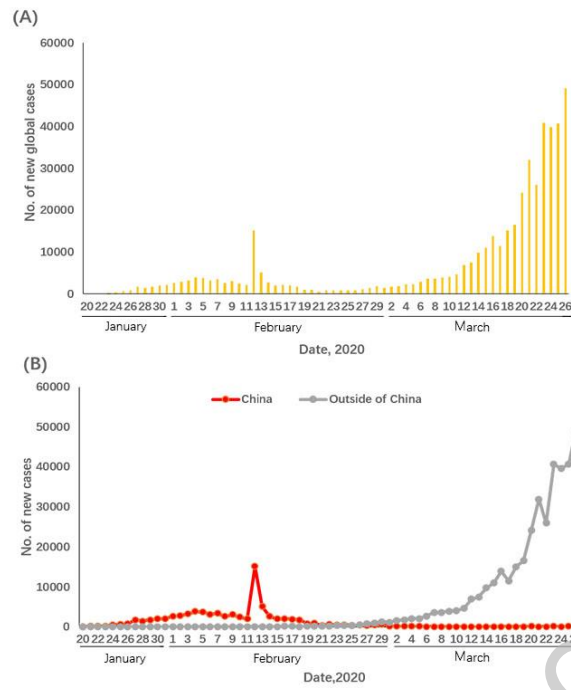 (A)
60000
50000
40000
30000
20000
10000
0
No. of new global cases
20 22 24 26 28 30 1 3 5 7 9 11 13 15 17 19 21 23 25 27 29 2 4 6 8 10 12 14 16 18 20 22 24 26
January February March
Date, 2020
(B)
60000
50000
40000
30000
20000
10000
0
No. of new cases
China Outside of China
20 22 24 26 28 30 1 3 5 7 9 11 13 15 17 19 21 23 25 27 29 2 4 6 8 10 12 14 16 18 20 22 24
January February March
Date,2020